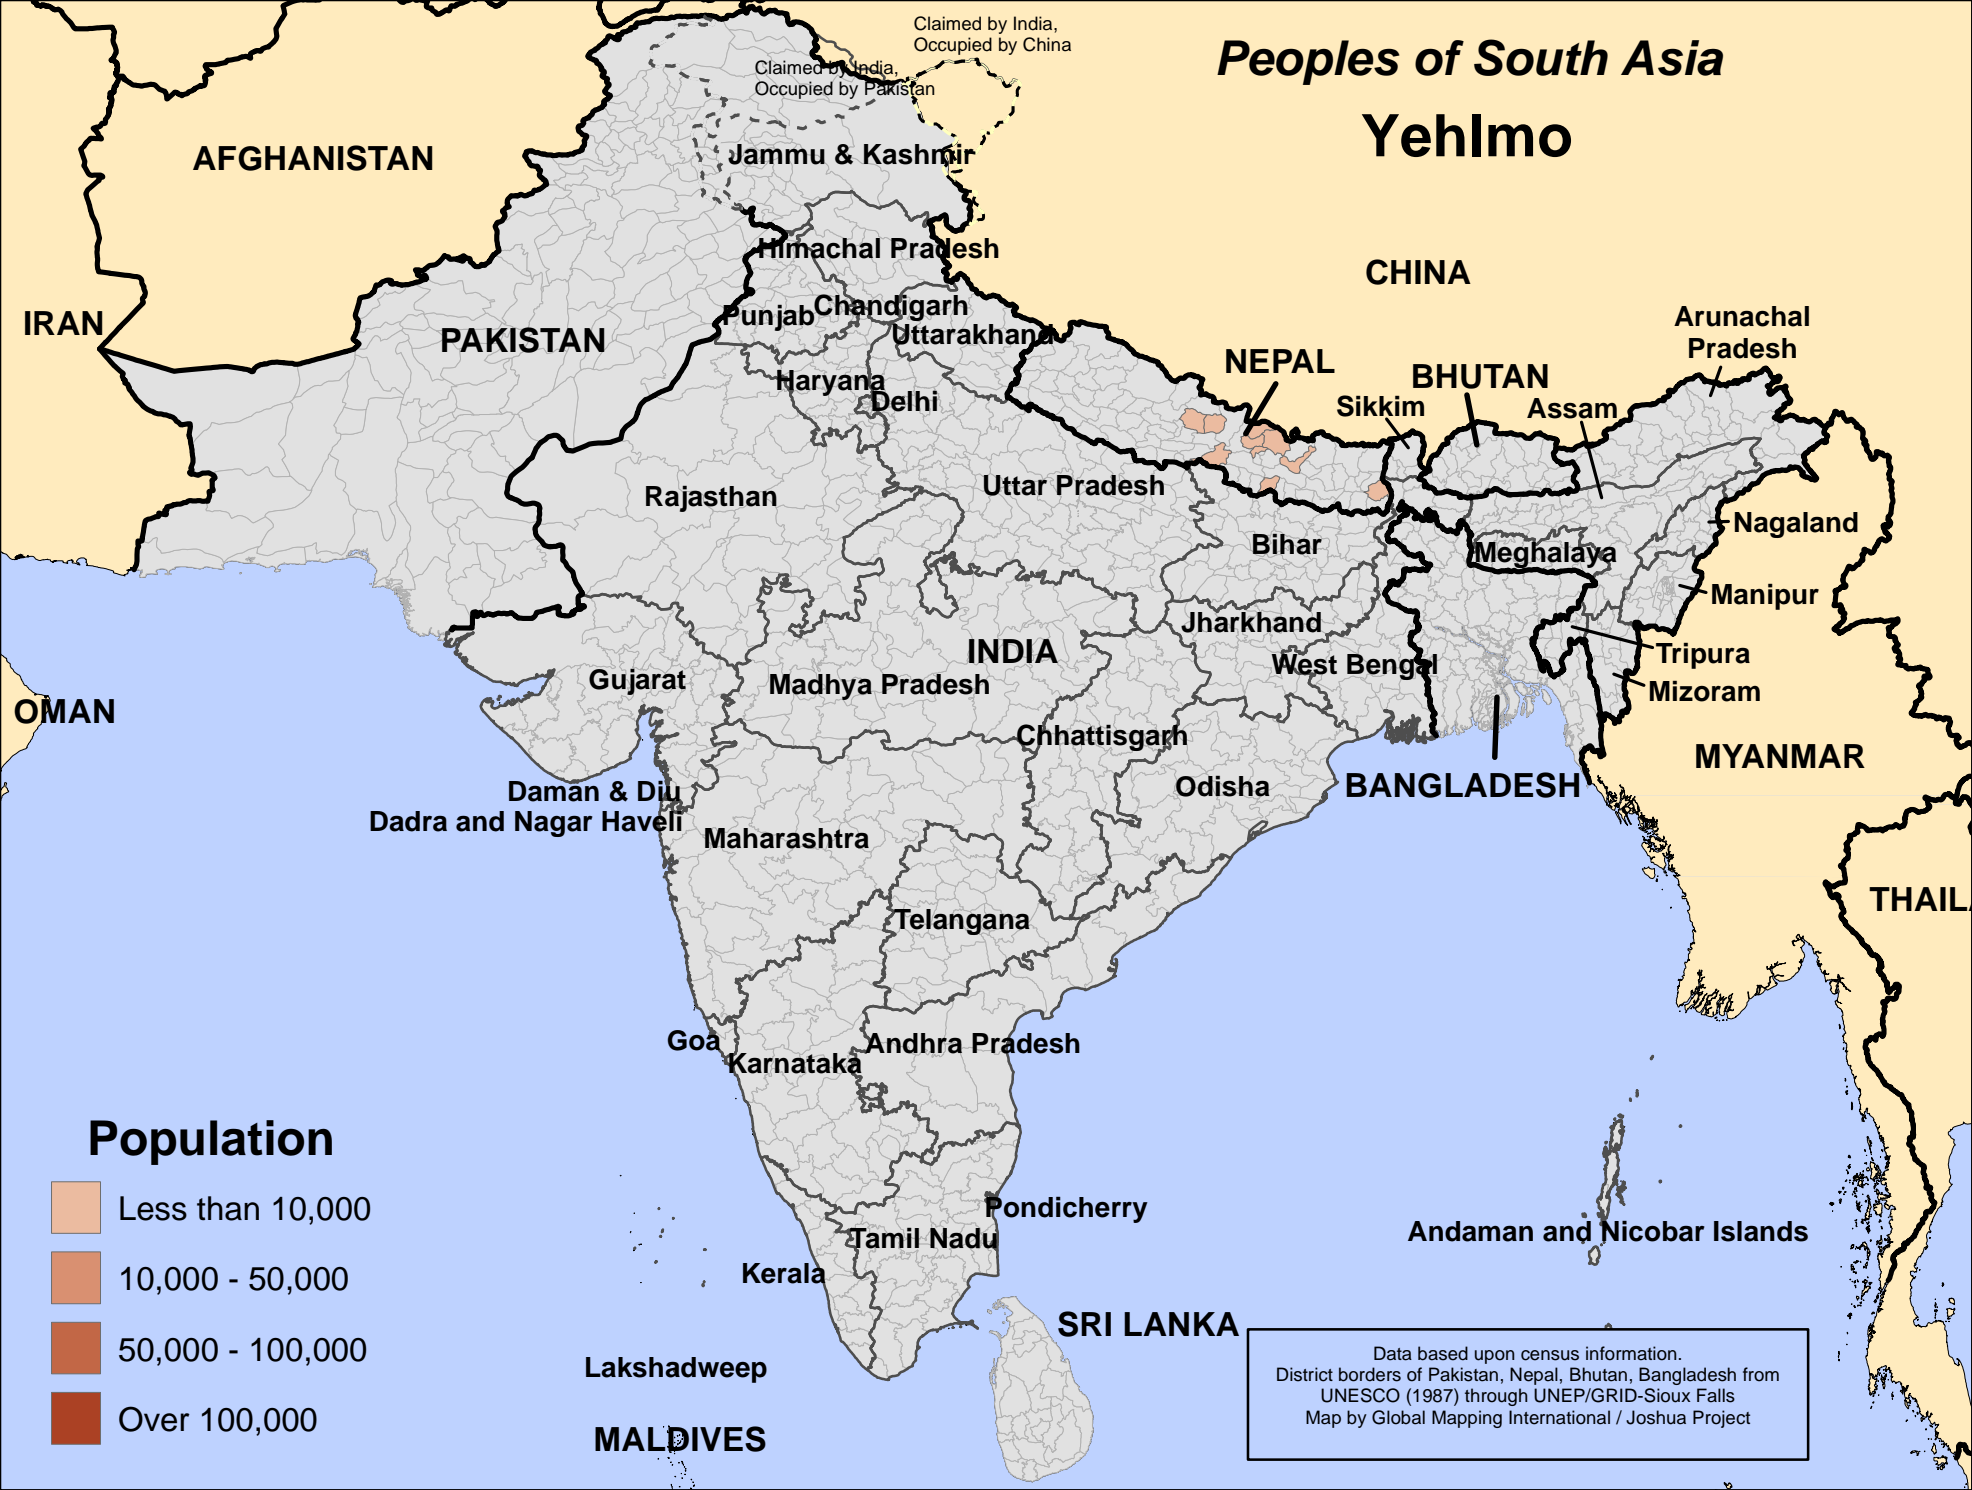 Claimed by India,
Occupied by China
Peoples of South Asia
YehImo
Claimed by India,
Occupied by Pakistan
AFGHANISTAN
Jammu & Kashmir
Himachal Pradesh
CHINA
IRAN
PAKISTAN
Punjab
Chandigarh
Uttarakhand
Arunachal
Pradesh
NEPAL
BHUTAN
Haryana
Delhi
Sikkim
Assam
Rajasthan
Uttar Pradesh
Nagaland
Bihar
Meghalaya
Manipur
Jharkhand
INDIA
West Bengal
Tripura
Gujarat
Madhya Pradesh
Mizoram
OMAN
Chhattisgarh
MYANMAR
Odisha
BANGLADESH
Daman & Diu
Dadra and Nagar Haveli
Maharashtra
THAIL
Telangana
Goa
Andhra Pradesh
Karnataka
Population
Less than 10,000
10,000 - 50,000
50,000 - 100,000
Over 100,000
Pondicherry
Andaman and Nicobar Islands
Tamil Nadu
Kerala
SRI LANKA
Lakshadweep
MALDIVES
Data based upon census information.
District borders of Pakistan, Nepal, Bhutan, Bangladesh from
UNESCO (1987) through UNEP/GRID-Sioux Falls
Map by Global Mapping International / Joshua Project